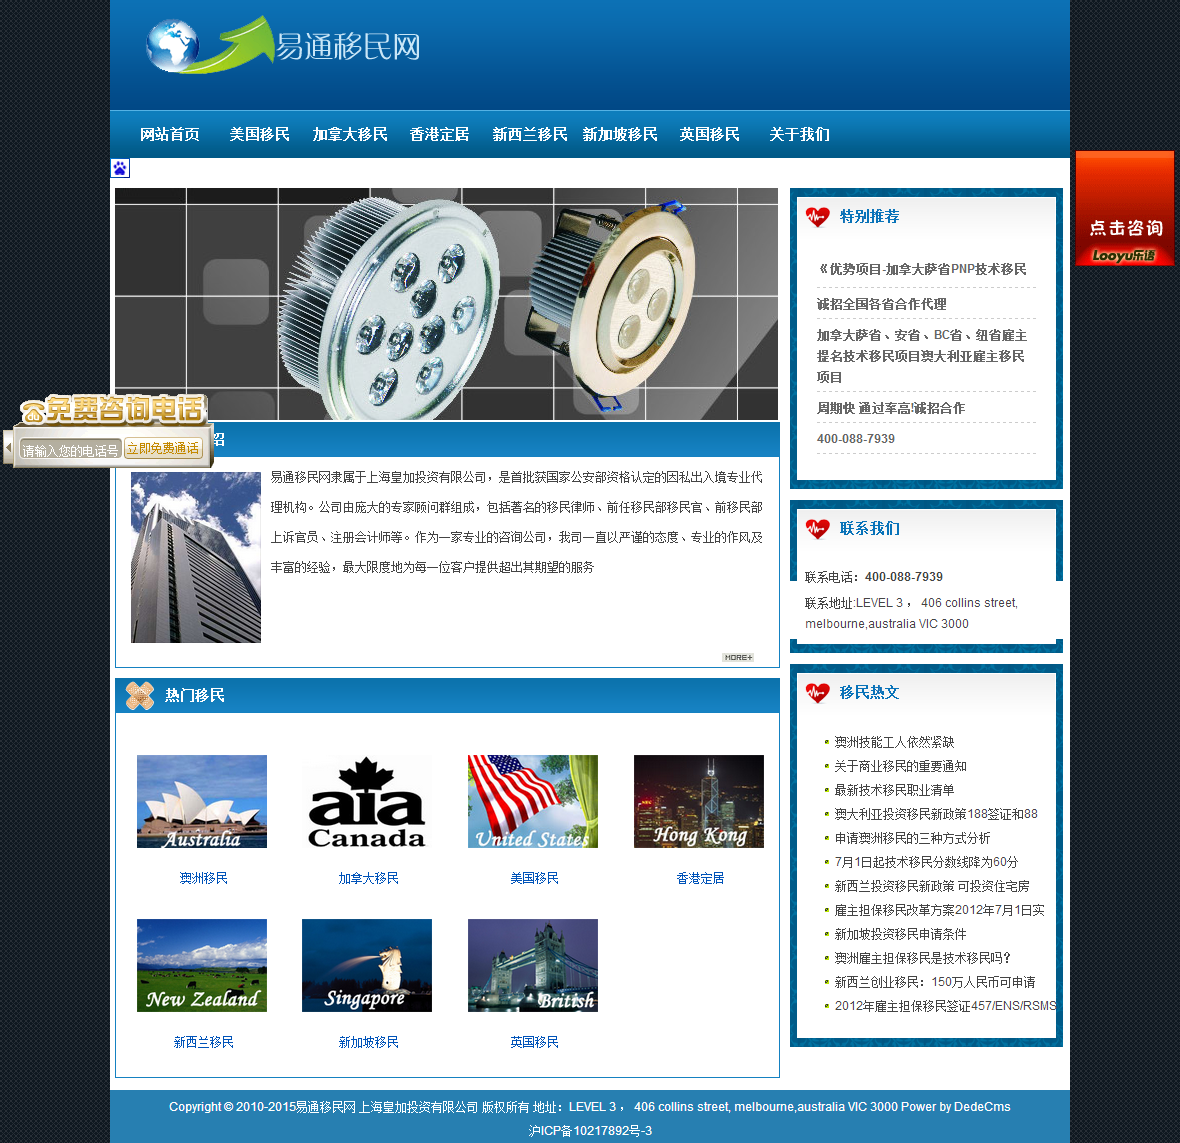 易通移民网
网站首页 美国移民 加拿大移民 香港定居 新西兰移民 新加坡移民 英国移民 关于我们
点击咨询
Looyu乐语
特别推荐
《优势项目-加拿大萨省PNP技术移民
诚招全国各省合作代理
加拿大萨省、安省、BC省、纽省雇主
提名技术移民项目澳大利亚雇主移民
项目
周期快 通过率高!诚招合作
400-088-7939
免费咨询电话
请输入您的电话号 立即免费通话
绍
易通移民网隶属于上海皇加投资有限公司，是首批获国家公安部资格认定的因私出入境专业代
理机构。公司由庞大的专家顾问群组成，包括著名的移民律师、前任移民部移民官、前移民部
上诉官员、注册会计师等。作为一家专业的咨询公司，我司一直以严谨的态度、专业的作风及
丰富的经验，最大限度地为每一位客户提供超出其期望的服务
MORE+
联系我们
联系电话：400-088-7939
联系地址:LEVEL 3 ， 406 collins street,
melbourne,australia VIC 3000
热门移民
Australia
aia
Canada
United States
Hong Kong
澳洲移民 加拿大移民 美国移民 香港定居
New Zealand
Singapore
British
新西兰移民 新加坡移民 英国移民
移民热文
澳洲技能工人依然紧缺
关于商业移民的重要通知
最新技术移民职业清单
澳大利亚投资移民新政策188签证和88
申请澳洲移民的三种方式分析
7月1日起技术移民分数线降为60分
新西兰投资移民新政策 可投资住宅房
雇主担保移民改革方案2012年7月1日实
新加坡投资移民申请条件
澳洲雇主担保移民是技术移民吗?
新西兰创业移民：150万人民币可申请
2012年雇主担保移民签证457/ENS/RSMS
Copyright © 2010-2015易通移民网 上海皇加投资有限公司 版权所有 地址：LEVEL 3 ， 406 collins street, melbourne,australia VIC 3000 Power by DedeCms
沪ICP备10217892号-3